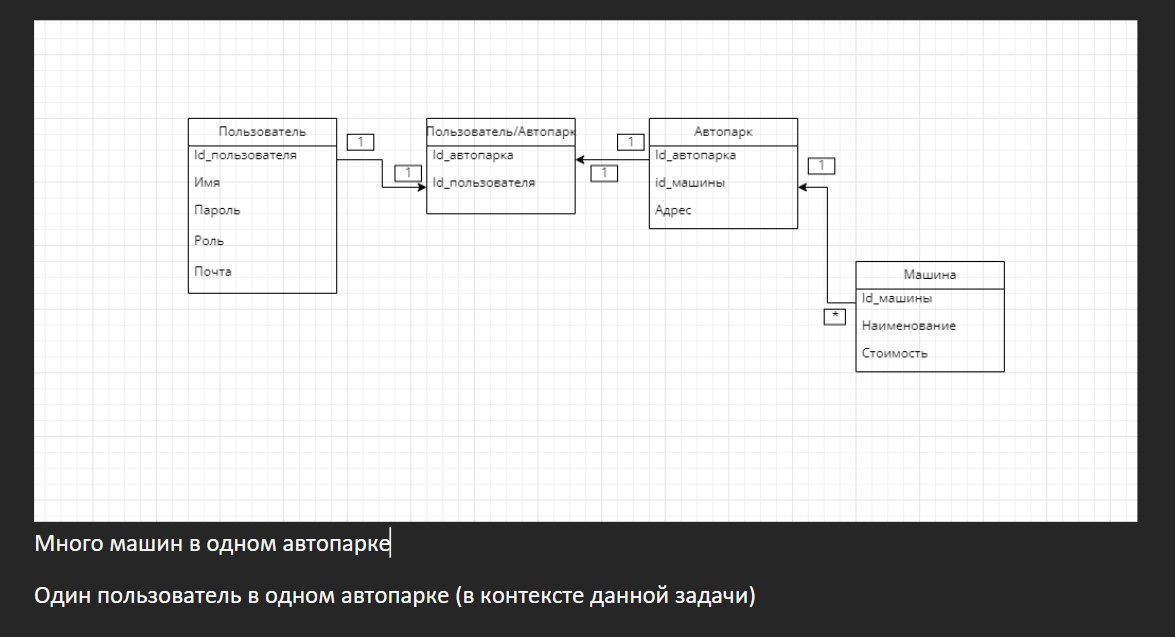 Пользователь
Id_пользователя
Имя
Пароль
Роль
Почта
1
1
Пользователь/Автопарк
Id_автопарка
Id_пользователя
1
1
Автопарк
Id_автопарка
id_машины
Адрес
1
*
Машина
Id_машины
Наименование
Стоимость
Много машин в одном автопарке
Один пользователь в одном автопарке (в контексте данной задачи)